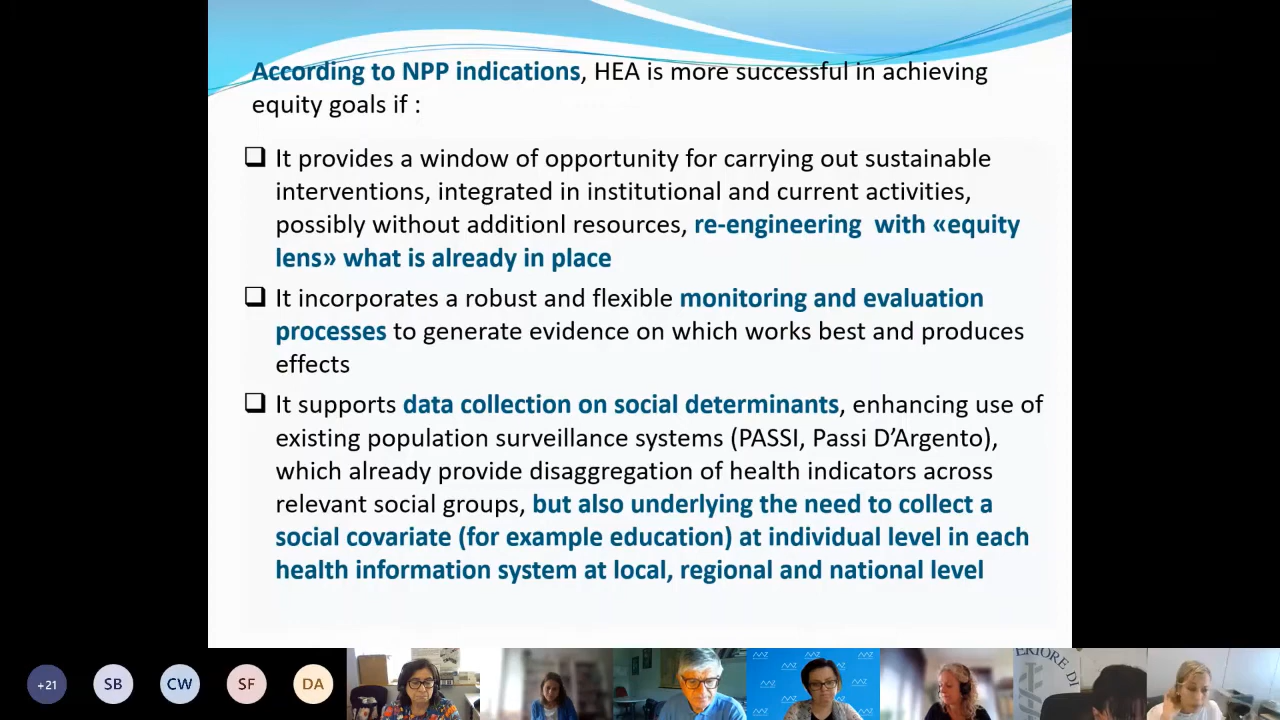 According to NPP indications, HEA is more successful in achieving
equity goals if :
❑ It provides a window of opportunity for carrying out sustainable
interventions, integrated in institutional and current activities,
possibly without additionl resources, re-engineering with «equity
lens» what is already in place
❑ It incorporates a robust and flexible monitoring and evaluation
processes to generate evidence on which works best and produces
effects
❑ It supports data collection on social determinants, enhancing use of
existing population surveillance systems (PASSI, Passi D’Argento),
which already provide disaggregation of health indicators across
relevant social groups, but also underlying the need to collect a
social covariate (for example education) at individual level in each
health information system at local, regional and national level
+21 SB CW SF DA
ERIORE DI